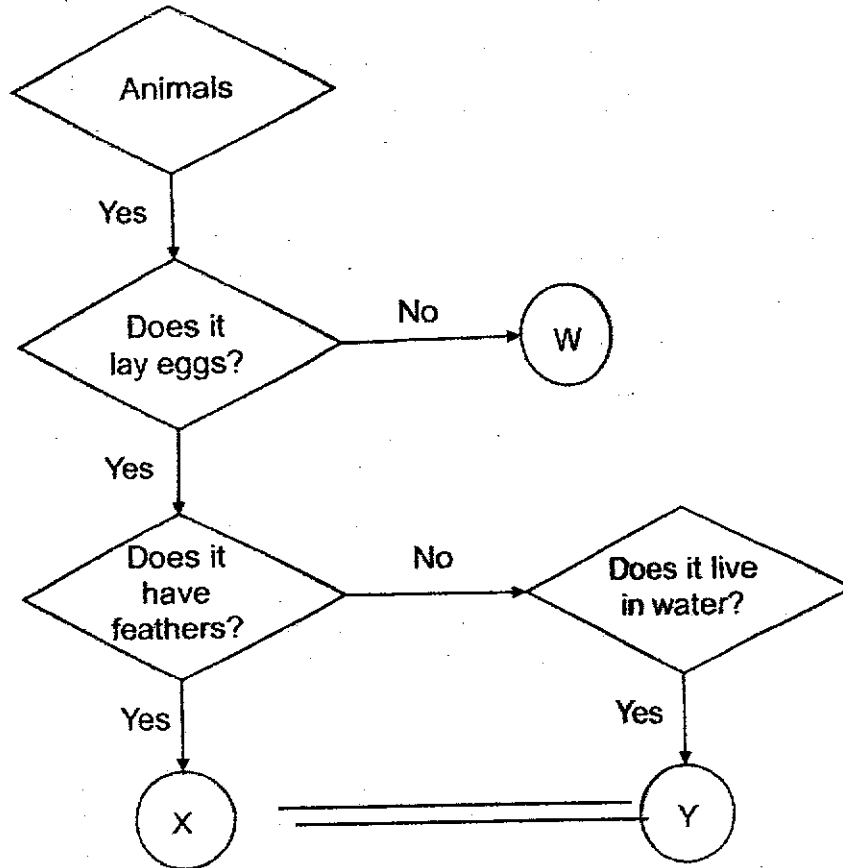 Animals
Yes
Does it
lay eggs?
No
W
Yes
Does it
have
feathers?
No
Does it live
in water?
Yes
Yes
X
Y